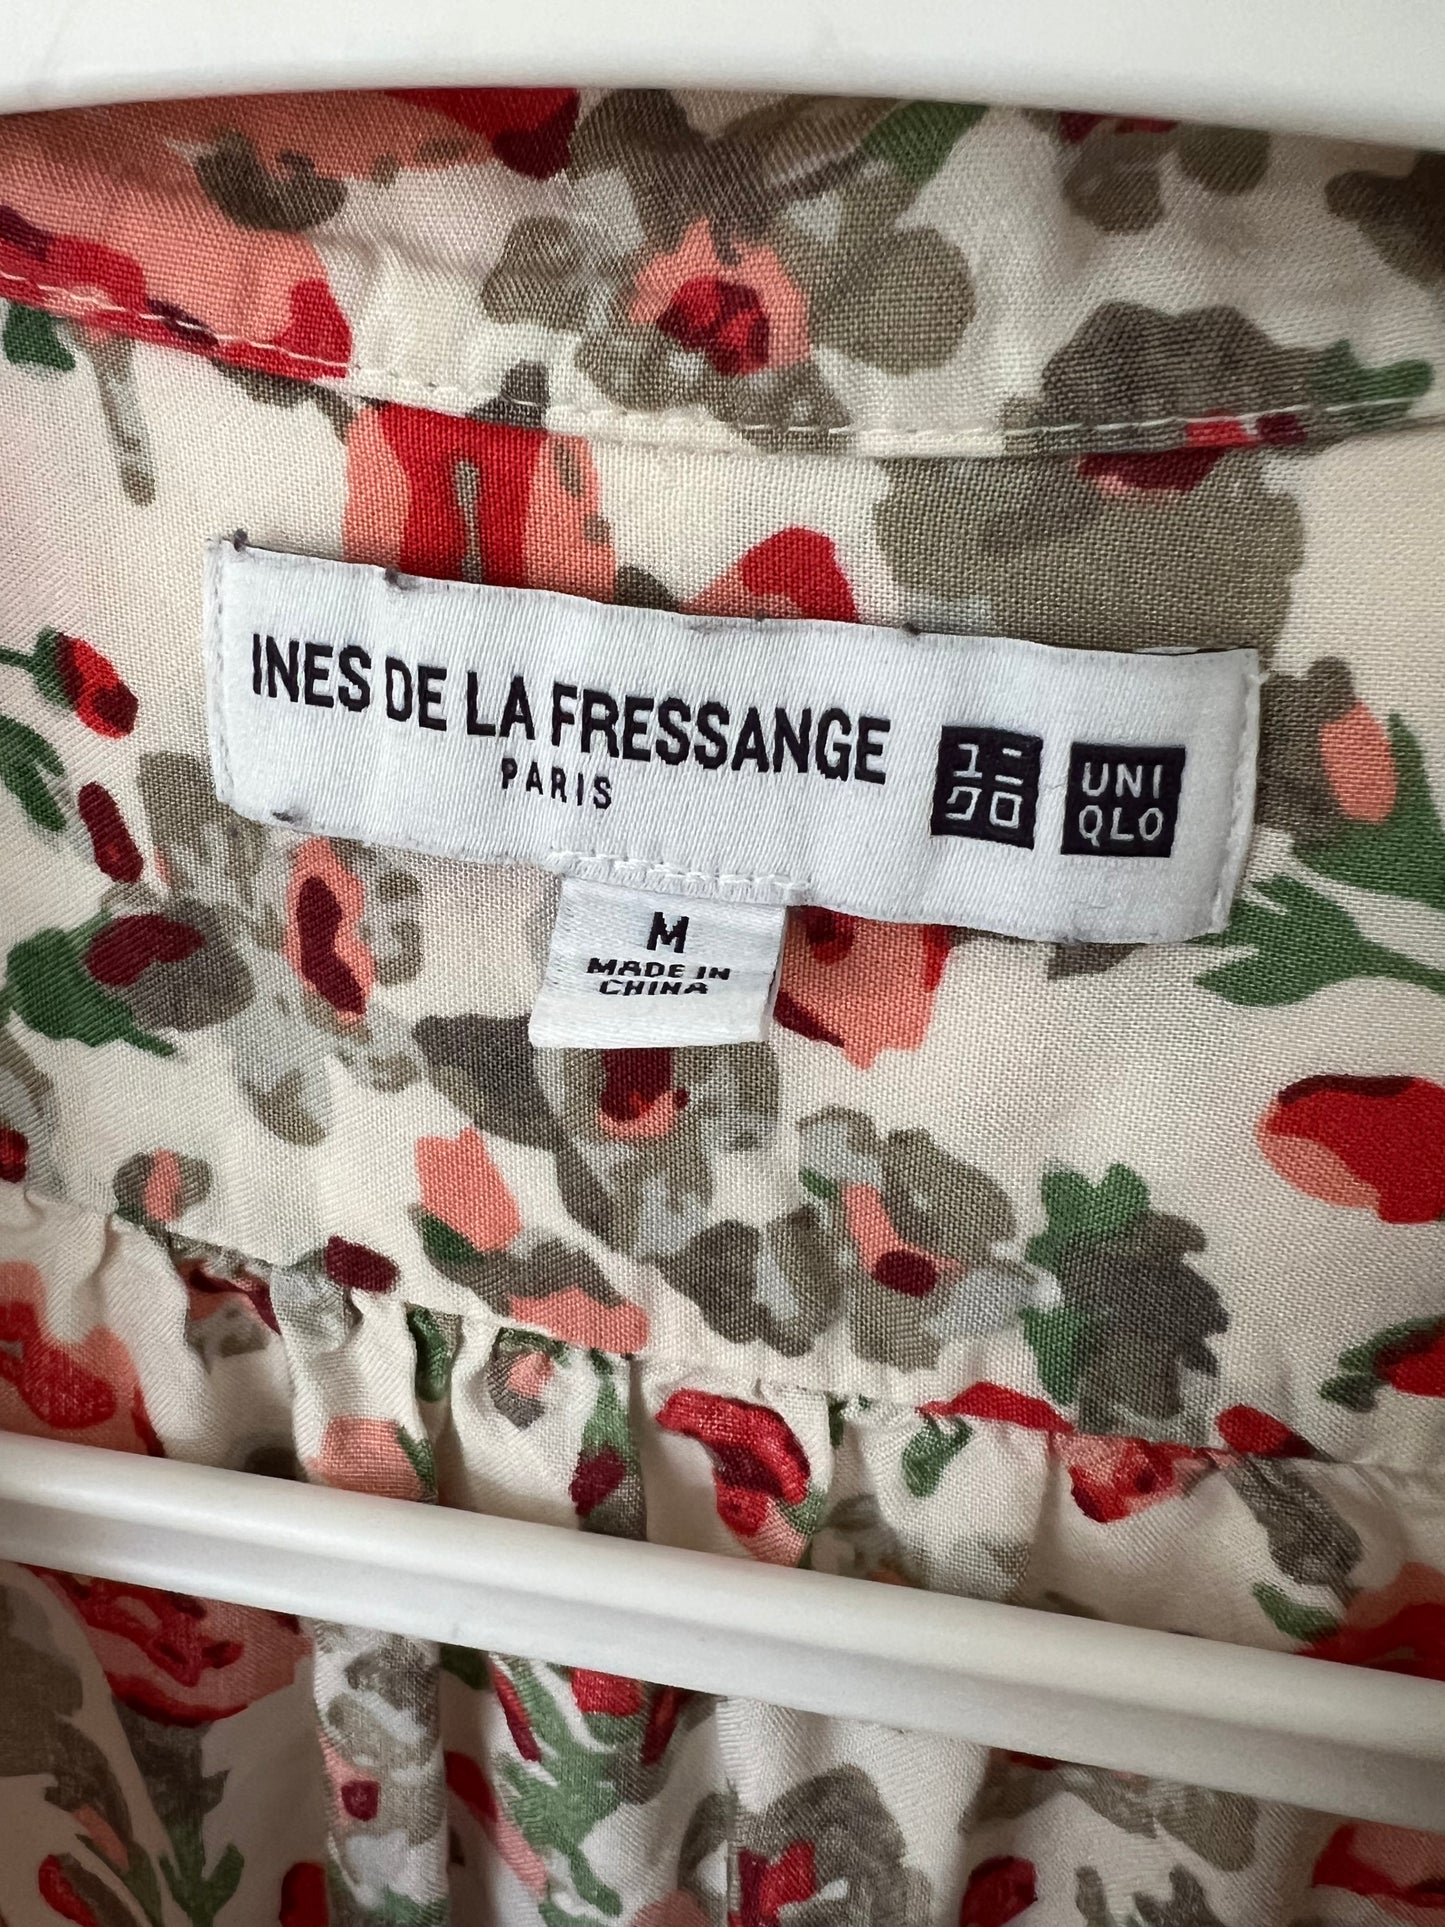 INES DE LA FRESSANGE
PARIS
ユニ
クロ
UNI
QLO
M
MADE IN
CHINA